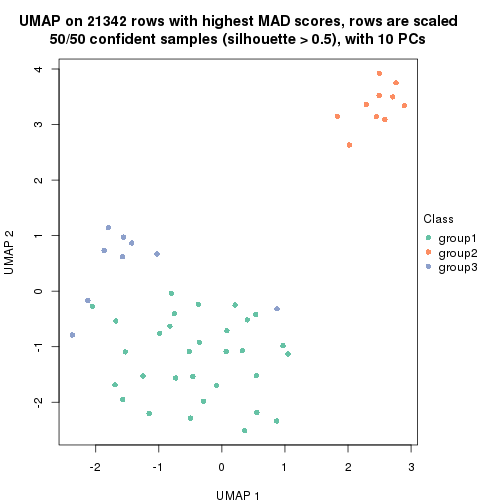 UMAP on 21342 rows with highest MAD scores, rows are scaled
50/50 confident samples (silhouette > 0.5), with 10 PCs
4
3
2
1
0
-1
-2
UMAP 2
-2 -1 0 1 2 3
UMAP 1
Class
group1
group2
group3